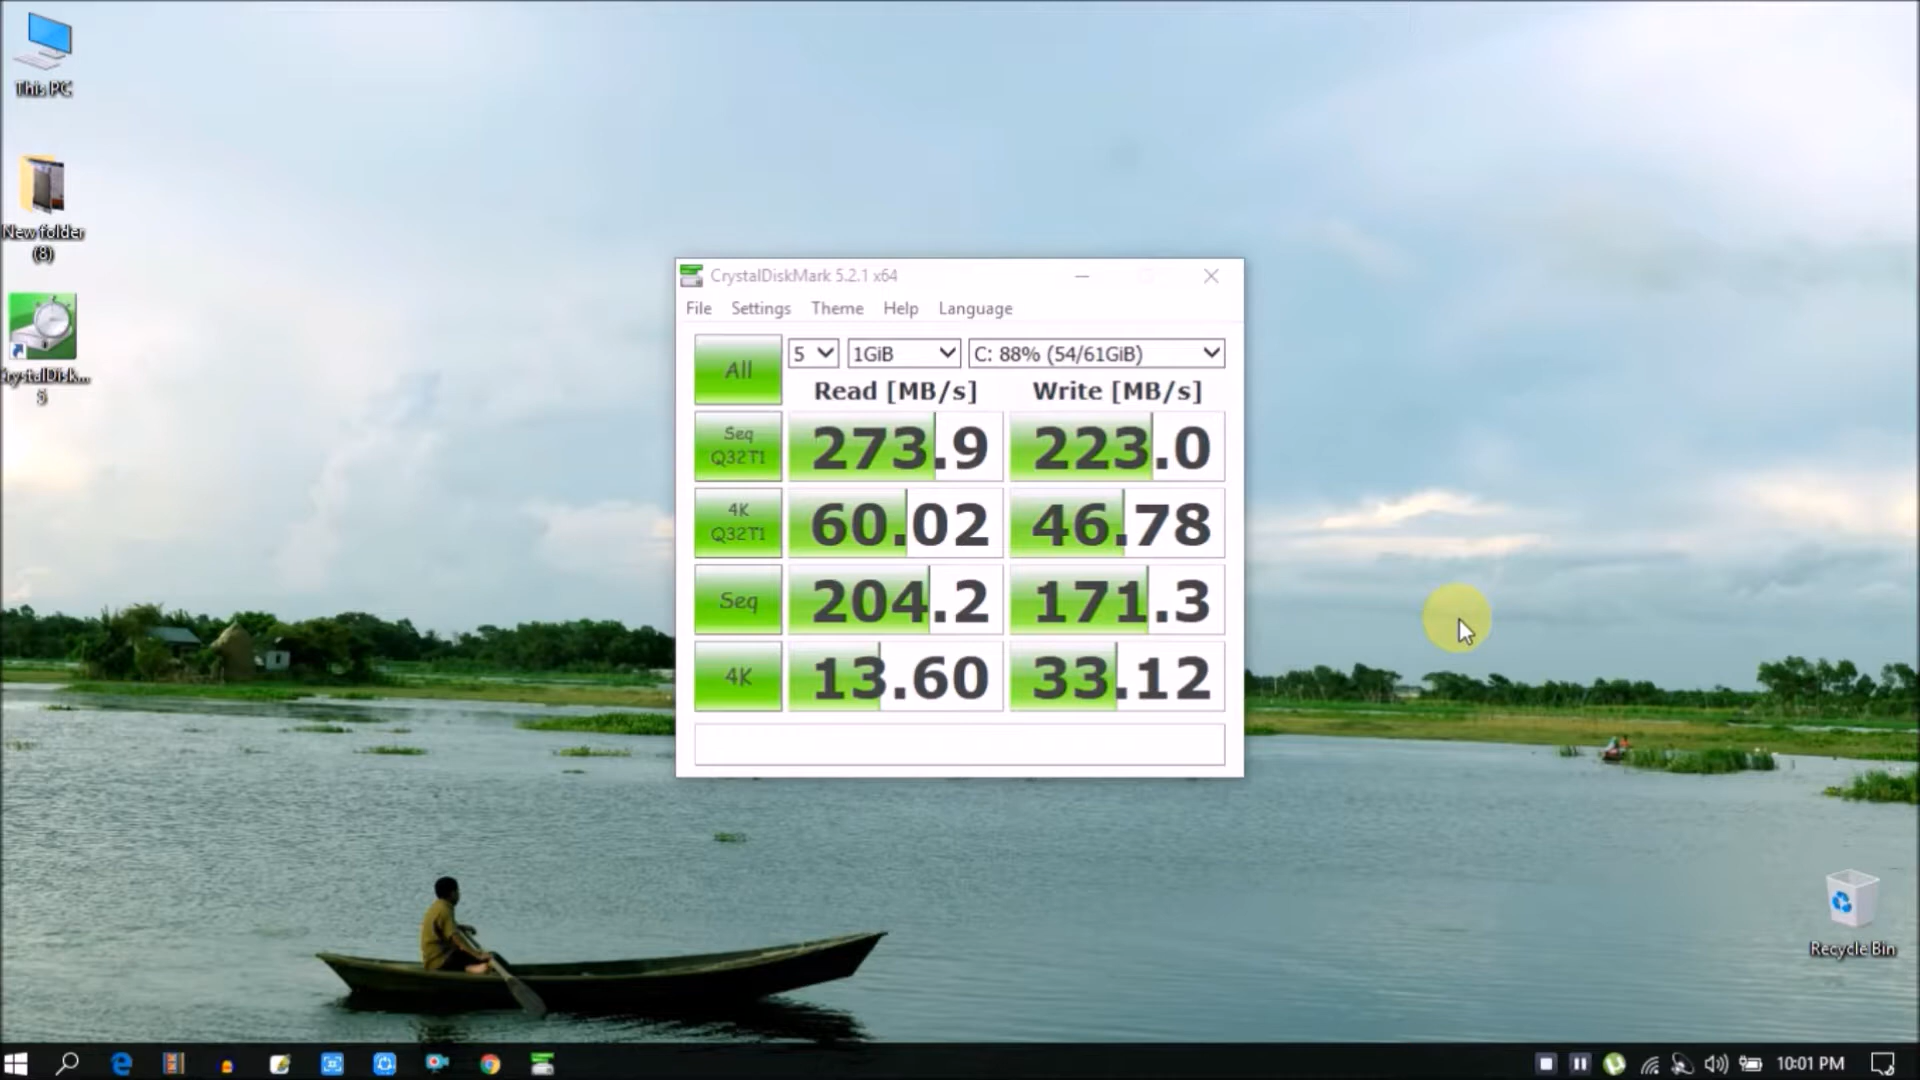 This PC
New folder
(8)
CrystalDisk...
5
CrystalDiskMark 5.2.1 x64
File Settings Theme Help Language
All
5 1GiB C: 88% (54/61GiB)
Read [MB/s] Write [MB/s]
Seq
Q32T1
273.9 223.0
4K
Q32T1
60.02 46.78
Seq 204.2 171.3
4K 13.60 33.12
Recycle Bin
10:01 PM